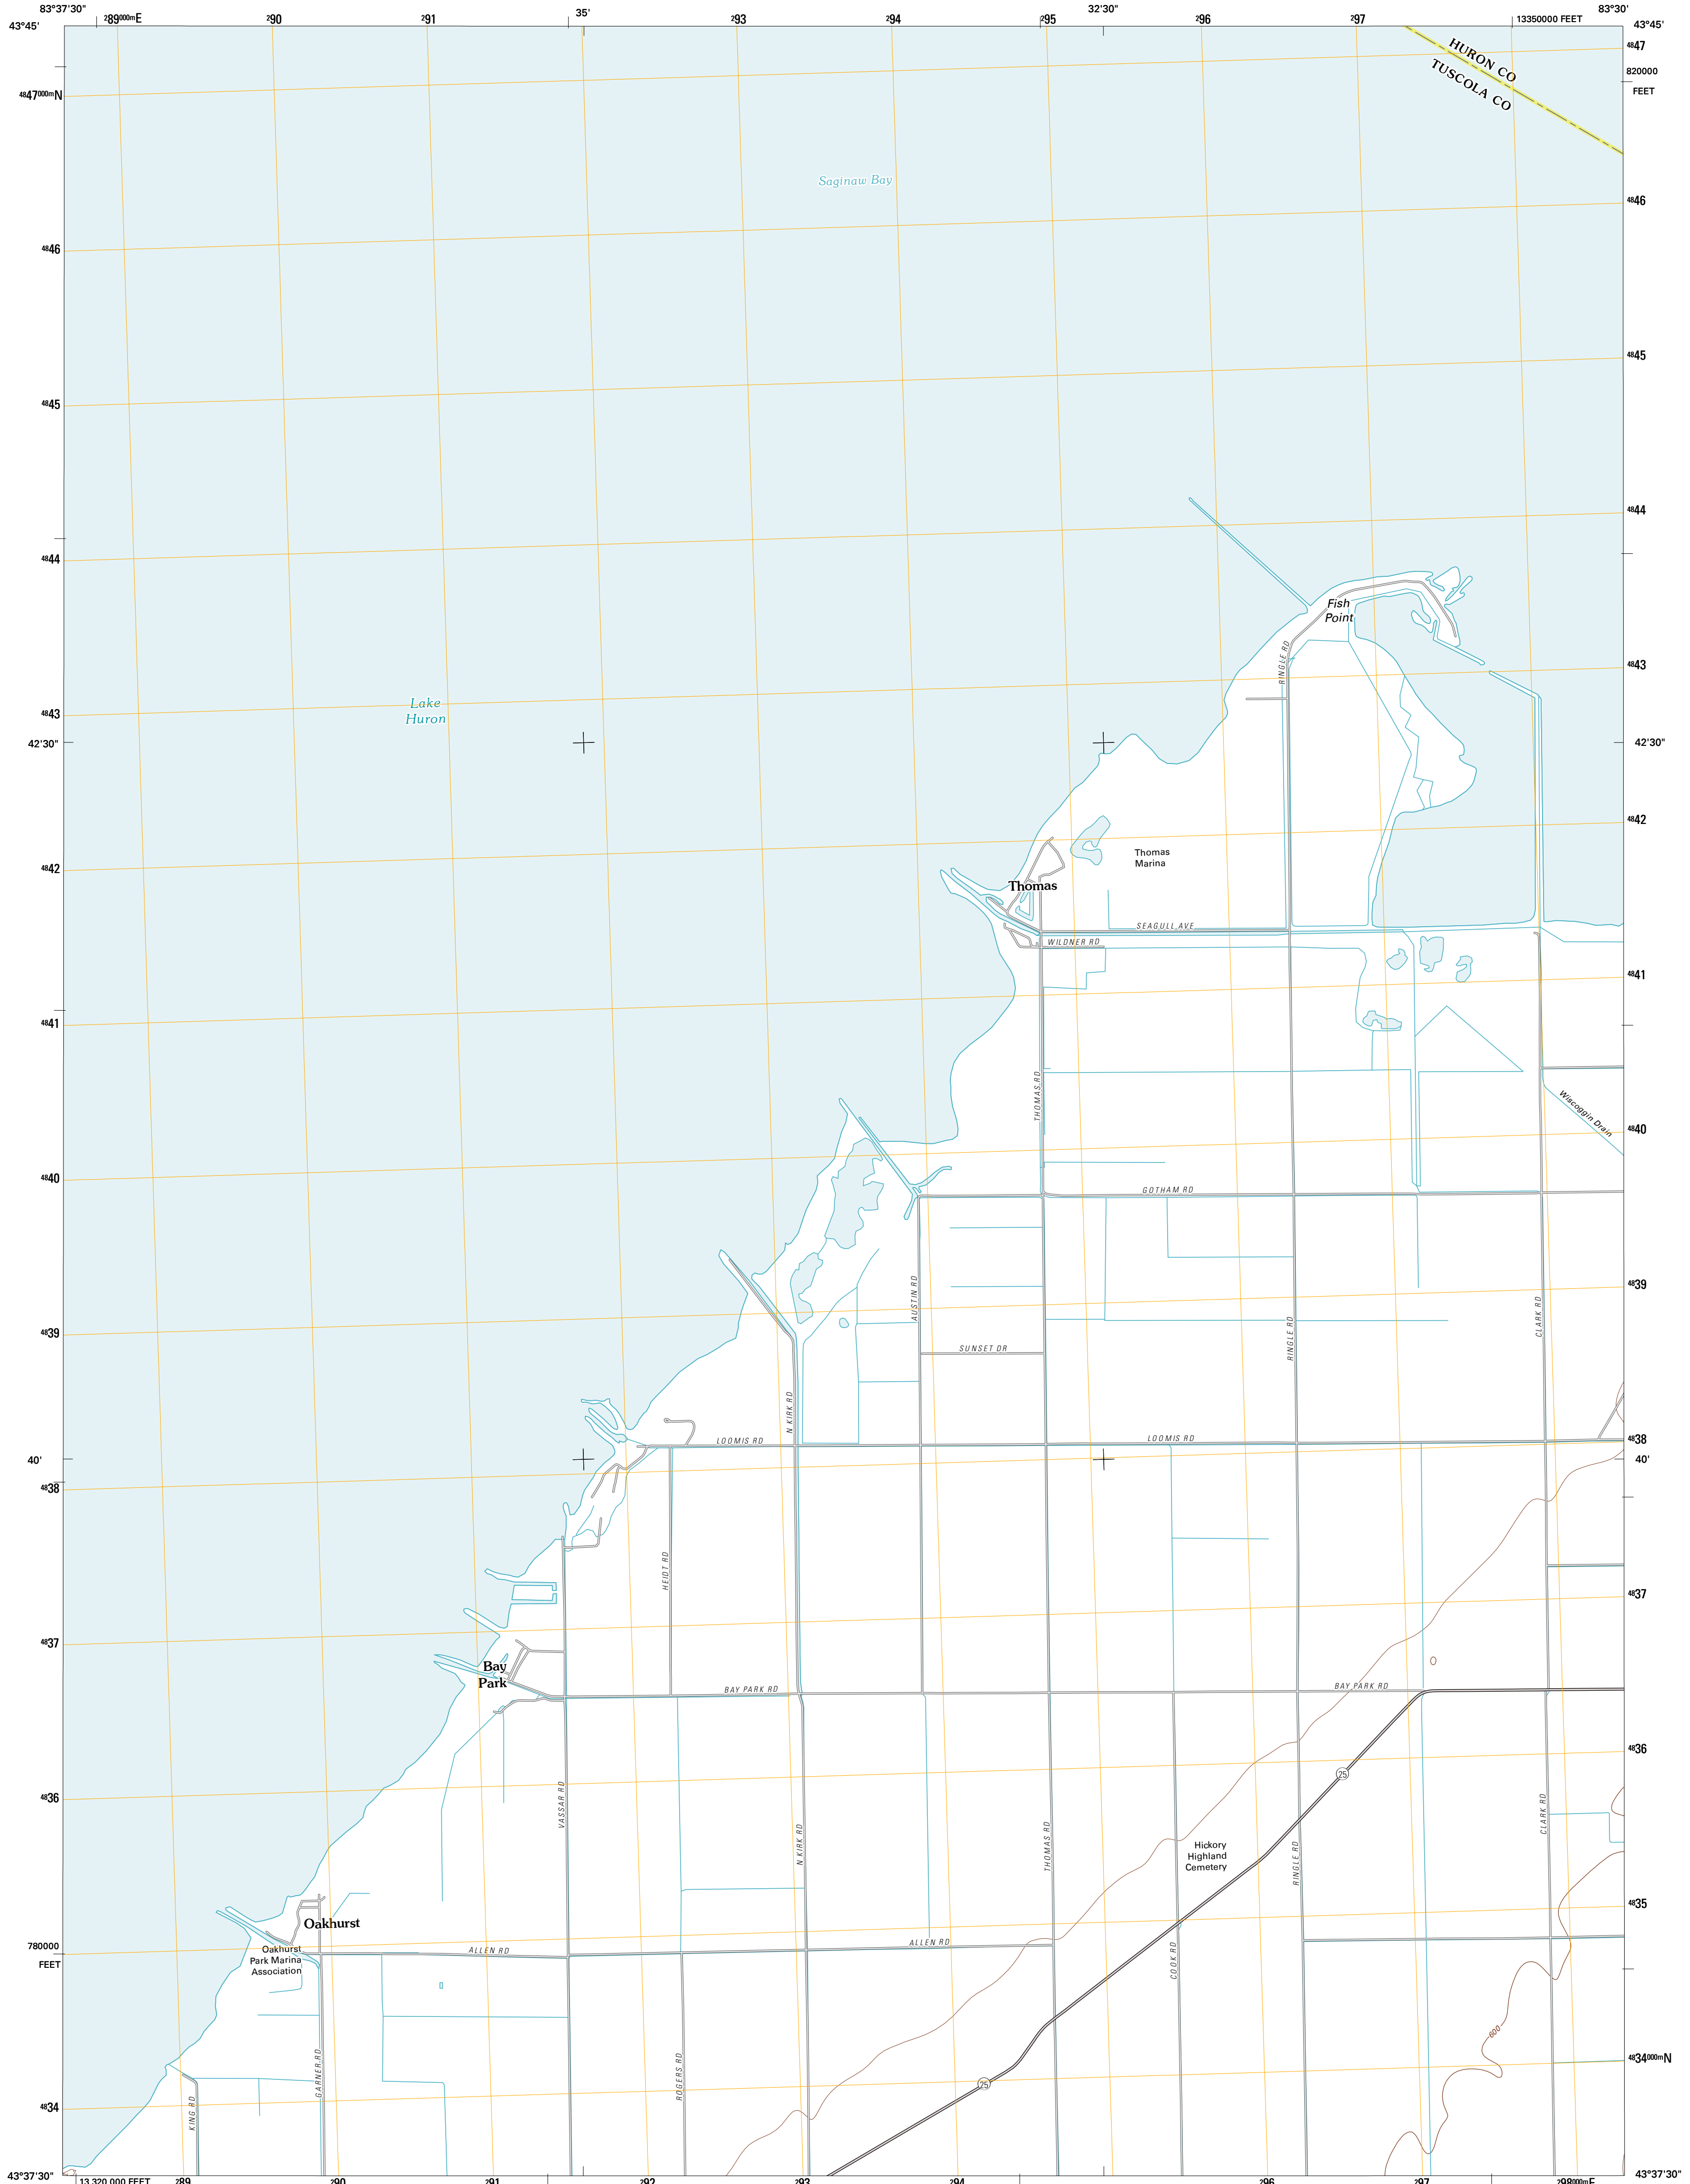 83°37'30"
289000mE
290
291
35'
293
294
295
32'30"
296
297
13350000 FEET
83°30'
43°45'
43°45'
4847
HURON CO
TUSCOLA CO
820000
FEET
4847000mN
Saginaw Bay
4846
4846
4845
4845
4844
4844
Fish
Point
RINGLE RD
4843
Lake
Huron
4843
42'30"
42'30"
4842
Thomas
Marina
4842
Thomas
SEAGULL AVE
WILDNER RD
4841
4841
THOMAS RD
Wiscoggin Drain
4840
4840
GOTHAM RD
AUSTIN RD
4839
CLARK RD
RINGLE RD
4839
SUNSET DR
N KIRK RD
LOOMIS RD
LOOMIS RD
4838
40'
40'
4838
HEIDT RD
4837
4837
Bay
Park
BAY PARK RD
BAY PARK RD
4836
25
4836
VASSAR RD
N KIRK RD
THOMAS RD
CLARK RD
Hickory
Highland
Cemetery
RINGLE RD
4835
Oakhurst
780000
FEET
Oakhurst
Park Marina
Association
ALLEN RD
ALLEN RD
COOK RD
600
4834000mN
GARNER RD
ROGERS RD
25
KING RD
4834
43°37'30"
43°37'30"
13 320 000 FEET
289
290
291
292
293
294
296
297
298000mE